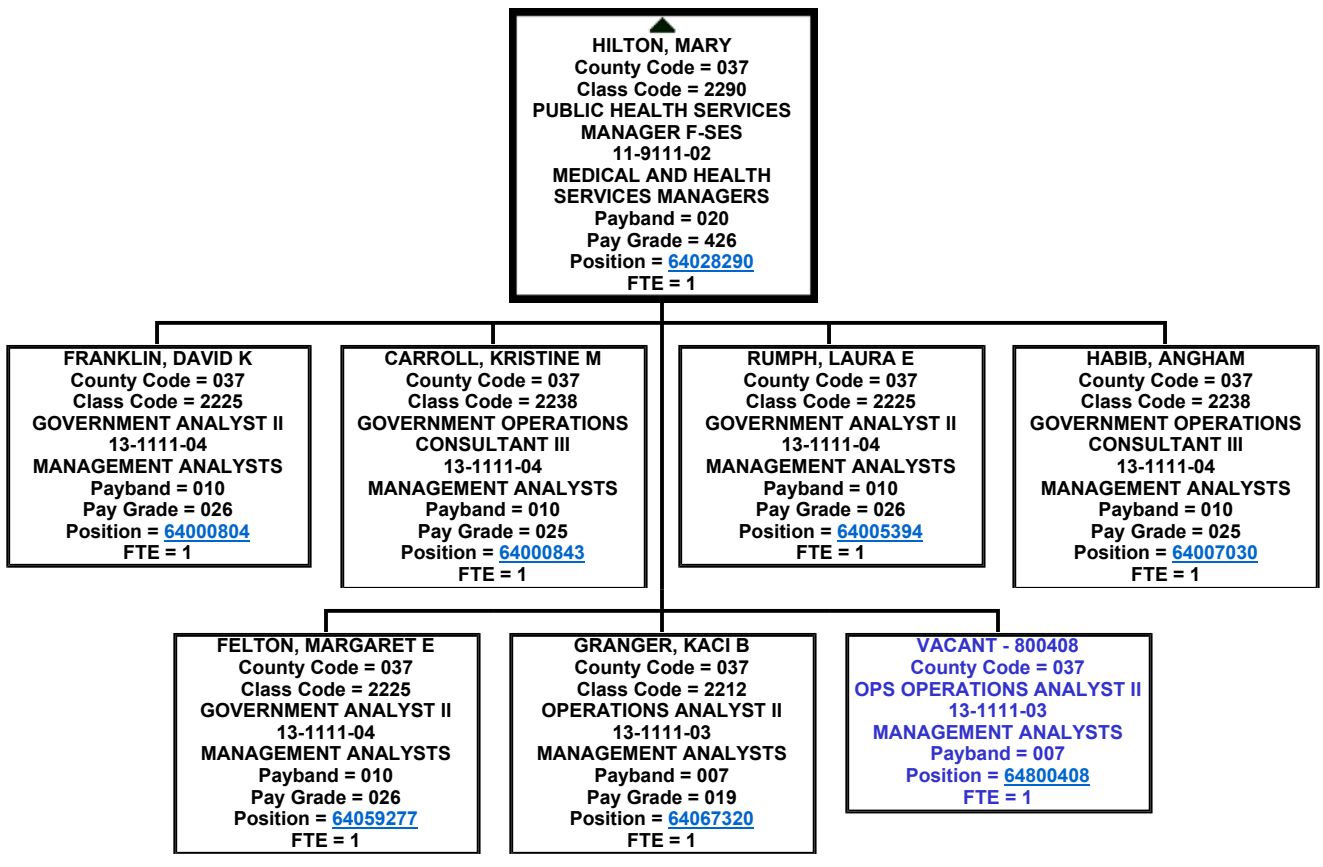 HILTON, MARY
County Code = 037
Class Code = 2290
PUBLIC HEALTH SERVICES
MANAGER F-SES
11-9111-02
MEDICAL AND HEALTH
SERVICES MANAGERS
Payband = 020
Pay Grade = 426
Position = 64028290
FTE = 1
FRANKLIN, DAVID K
County Code = 037
Class Code = 2225
GOVERNMENT ANALYST II
13-1111-04
MANAGEMENT ANALYSTS
Payband = 010
Pay Grade = 026
Position = 64000804
FTE = 1
CARROLL, KRISTINE M
County Code = 037
Class Code = 2238
GOVERNMENT OPERATIONS
CONSULTANT III
13-1111-04
MANAGEMENT ANALYSTS
Payband = 010
Pay Grade = 025
Position = 64000843
FTE = 1
RUMPH, LAURA E
County Code = 037
Class Code = 2225
GOVERNMENT ANALYST II
13-1111-04
MANAGEMENT ANALYSTS
Payband = 010
Pay Grade = 026
Position = 64005394
FTE = 1
HABIB, ANGHAM
County Code = 037
Class Code = 2238
GOVERNMENT OPERATIONS
CONSULTANT III
13-1111-04
MANAGEMENT ANALYSTS
Payband = 010
Pay Grade = 025
Position = 64007030
FTE = 1
FELTON, MARGARET E
County Code = 037
Class Code = 2225
GOVERNMENT ANALYST II
13-1111-04
MANAGEMENT ANALYSTS
Payband = 010
Pay Grade = 026
Position = 64059277
FTE = 1
GRANGER, KACI B
County Code = 037
Class Code = 2212
OPERATIONS ANALYST II
13-1111-03
MANAGEMENT ANALYSTS
Payband = 007
Pay Grade = 019
Position = 64067320
FTE = 1
VACANT - 800408
County Code = 037
OPS OPERATIONS ANALYST II
13-1111-03
MANAGEMENT ANALYSTS
Payband = 007
Position = 64800408
FTE = 1